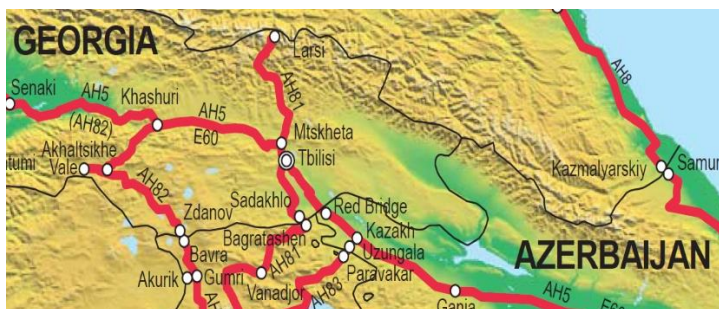 GEORGIA
Larsi
AH8
Senaki
AH5
Khashuri
AH81
(AH82)
AH5
E60
Mtskheta
Akhaltsikhe
Tbilisi
Vale
AH82
Kazmalyarskiy
Samur
Sadakhlo
Red Bridge
Zdanov
Bagratashen
Kazakh
Bavra
Uzungala
AZERBAIJAN
Akurik
Gumri
AH81
Paravakar
Vanadjor
AH83
Ganja
AH5